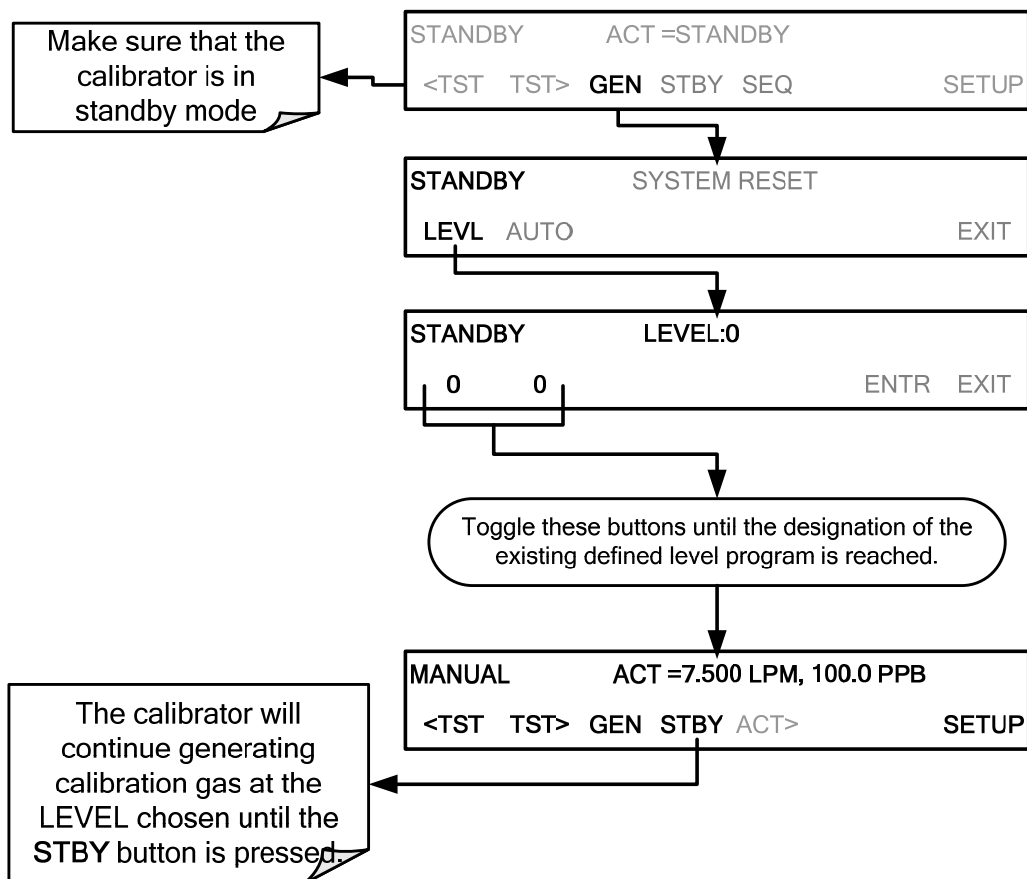 Make sure that the
calibrator is in
standby mode
STANDBY ACT =STANDBY
<TST TST> GEN STBY SEQ SETUP
STANDBY SYSTEM RESET
LEVL AUTO EXIT
STANDBY LEVEL:0
0 0 ENTR EXIT
Toggle these buttons until the designation of the
existing defined level program is reached.
MANUAL ACT =7.500 LPM, 100.0 PPB
<TST TST> GEN STBY ACT> SETUP
The calibrator will
continue generating
calibration gas at the
LEVEL chosen until the
STBY button is pressed.